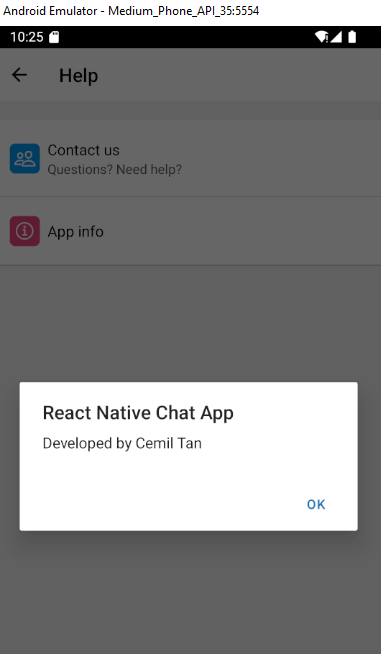 Android Emulator - Medium_Phone_API_35:5554
10:25
Help
Contact us
Questions? Need help?
App info
React Native Chat App
Developed by Cemil Tan
OK